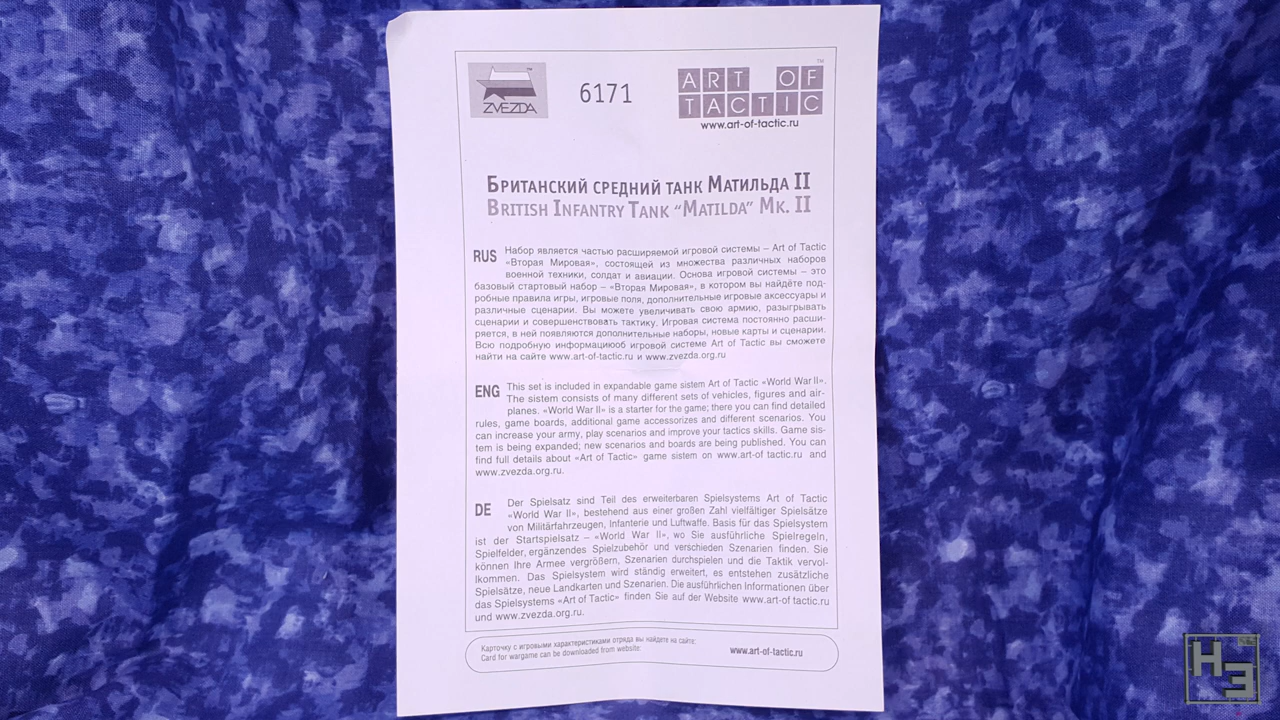 ZVEZDA
6171
ART OF
TACTIC
™
www.art-of-tactic.ru
БРИТАНСКИЙ СРЕДНИЙ ТАНК МАТИЛЬДА II
BRITISH INFANTRY TANK “MATILDA” MK. II
RUS Набор является частью расширяемой игровой системы – Art of Tactic
«Вторая Мировая», состоящей из множества различных наборов
военной техники, солдат и авиации. Основа игровой системы – это
базовый стартовый набор – «Вторая Мировая», в котором вы найдёте под-
робные правила игры, игровые поля, дополнительные игровые аксессуары и
различные сценарии. Вы можете увеличивать свою армию, разыгрывать
сценарии и совершенствовать тактику. Игровая система постоянно расши-
ряется, в ней появляются дополнительные наборы, новые карты и сценарии.
Всю подробную информациюоб игровой системе Art of Tactic вы сможете
найти на сайте www.art-of-tactic.ru и www.zvezda.org.ru
ENG This set is included in expandable game sistem Art of Tactic «World War II».
The sistem consists of many different sets of vehicles, figures and air-
planes. «World War II» is a starter for the game; there you can find detailed
rules, game boards, additional game accessorizes and different scenarios. You
can increase your army, play scenarios and improve your tactics skills. Game sis-
tem is being expanded; new scenarios and boards are being published. You can
find full details about «Art of Tactic» game sistem on www.art-of tactic.ru and
www.zvezda.org.ru.
DE Der Spielsatz sind Teil des erweiterbaren Spielsystems Art of Tactic
«World War II», bestehend aus einer großen Zahl vielfältiger Spielsätze
von Militärfahrzeugen, Infanterie und Luftwaffe. Basis für das Spielsystem
ist der Startspielsatz – «World War II», wo Sie ausführliche Spielregeln,
Spielfelder, ergänzendes Spielzubehör und verschieden Szenarien finden. Sie
können Ihre Armee vergrößern, Szenarien durchspielen und die Taktik vervol-
lkommen. Das Spielsystem wird ständig erweitert, es entstehen zusätzliche
Spielsätze, neue Landkarten und Szenarien. Die ausführlichen Informationen über
das Spielsystems «Art of Tactic» finden Sie auf der Website www.art-of tactic.ru
und www.zvezda.org.ru.
Карточку с игровыми характеристиками отряда вы найдете на сайте:
Card for wargame can be downloaded from website:
www.art-of-tactic.ru
НЭ